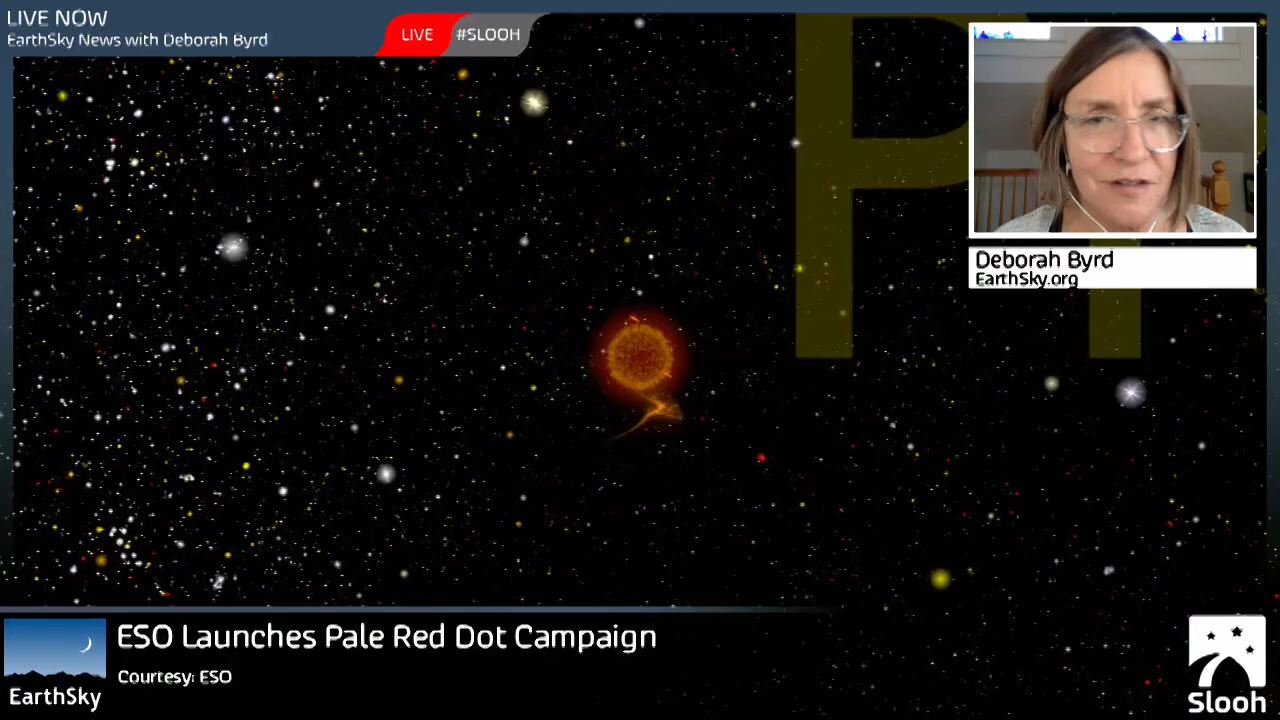 LIVE NOW
EarthSky News with Deborah Byrd
LIVE #SLOOH
P
Deborah Byrd
EarthSky.org
ESO Launches Pale Red Dot Campaign
Courtesy: ESO
EarthSky
Slooh